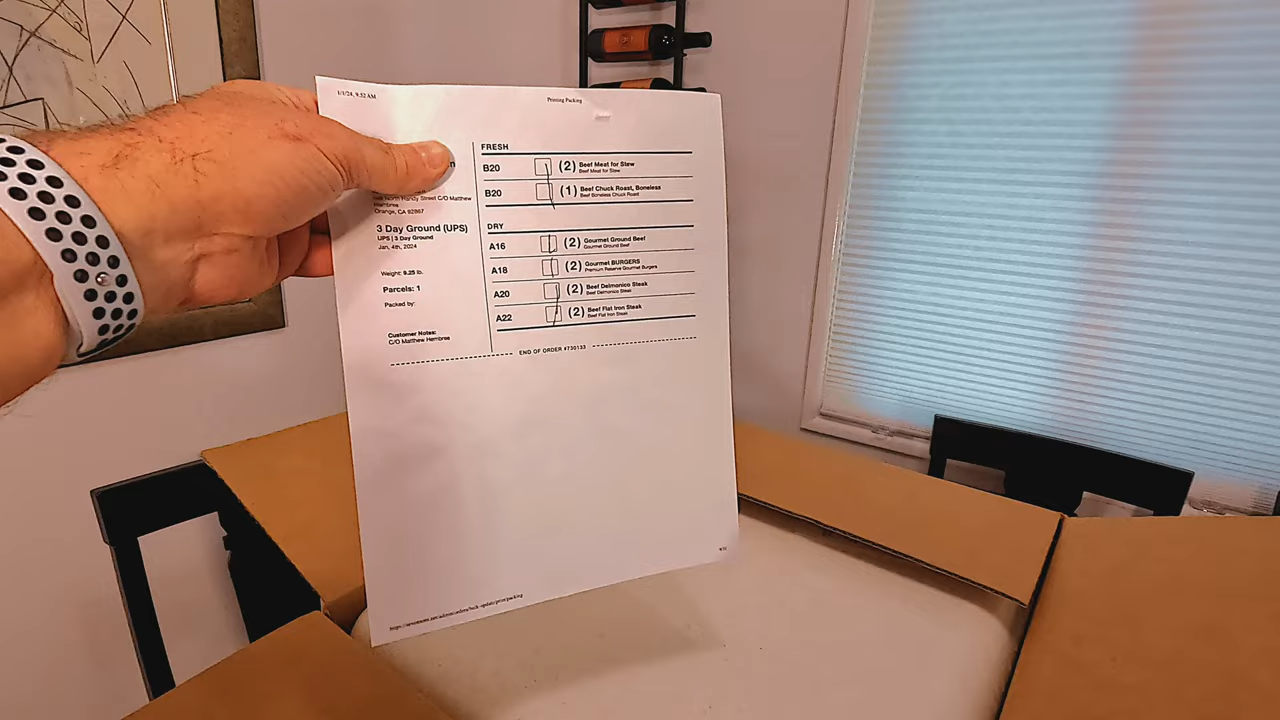 1/1/24, 9:52 AM
Printing Packing
North Handy Street C/O Matthew
Hembree
Orange, CA 92867
3 Day Ground (UPS)
UPS | 3 Day Ground
Jan, 4th, 2024
Weight: 9.25 lb.
Parcels: 1
Packed by:
Customer Notes:
C/O Matthew Hembree
FRESH
B20 (2) Beef Meat for Stew
Beef Meat for Stew
B20 (1) Beef Chuck Roast, Boneless
Beef Boneless Chuck Roast
DRY
A16 (2) Gourmet Ground Beef
Gourmet Ground Beef
A18 (2) Gourmet BURGERS
Premium Reserve Gourmet Burgers
A20 (2) Beef Delmonico Steak
Beef Delmonico Steak
A22 (2) Beef Flat Iron Steak
Beef Flat Iron Steak
END OF ORDER #730133